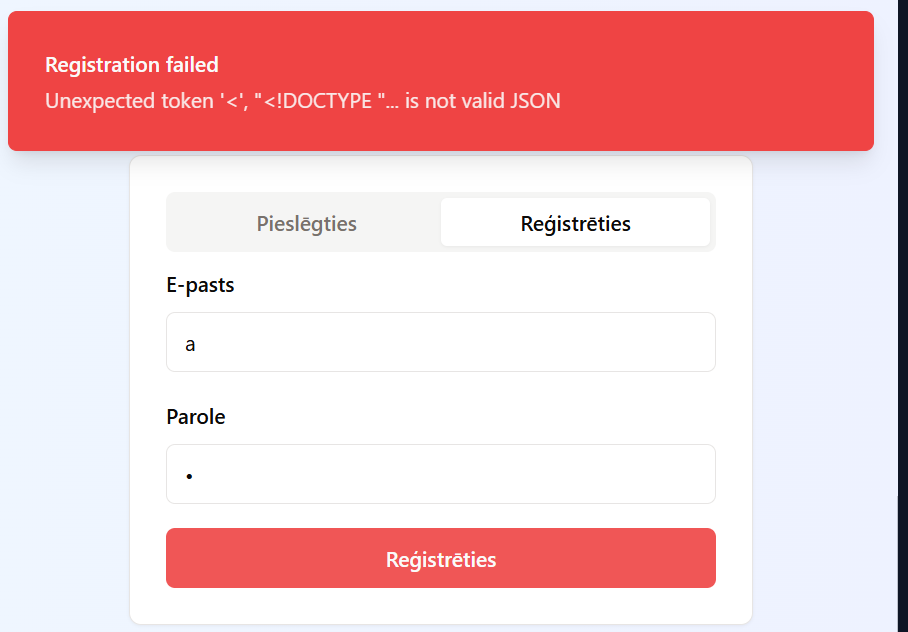 Registration failed
Unexpected token '<', "<!DOCTYPE "... is not valid JSON
Pieslēgties
Reģistrēties
E-pasts
a
Parole
•
Reģistrēties